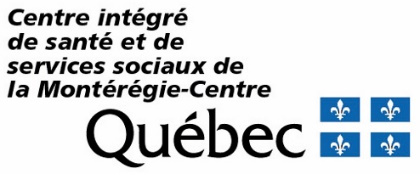 Centre intégré
de santé et de
services sociaux de
la Montérégie-Centre
Québec